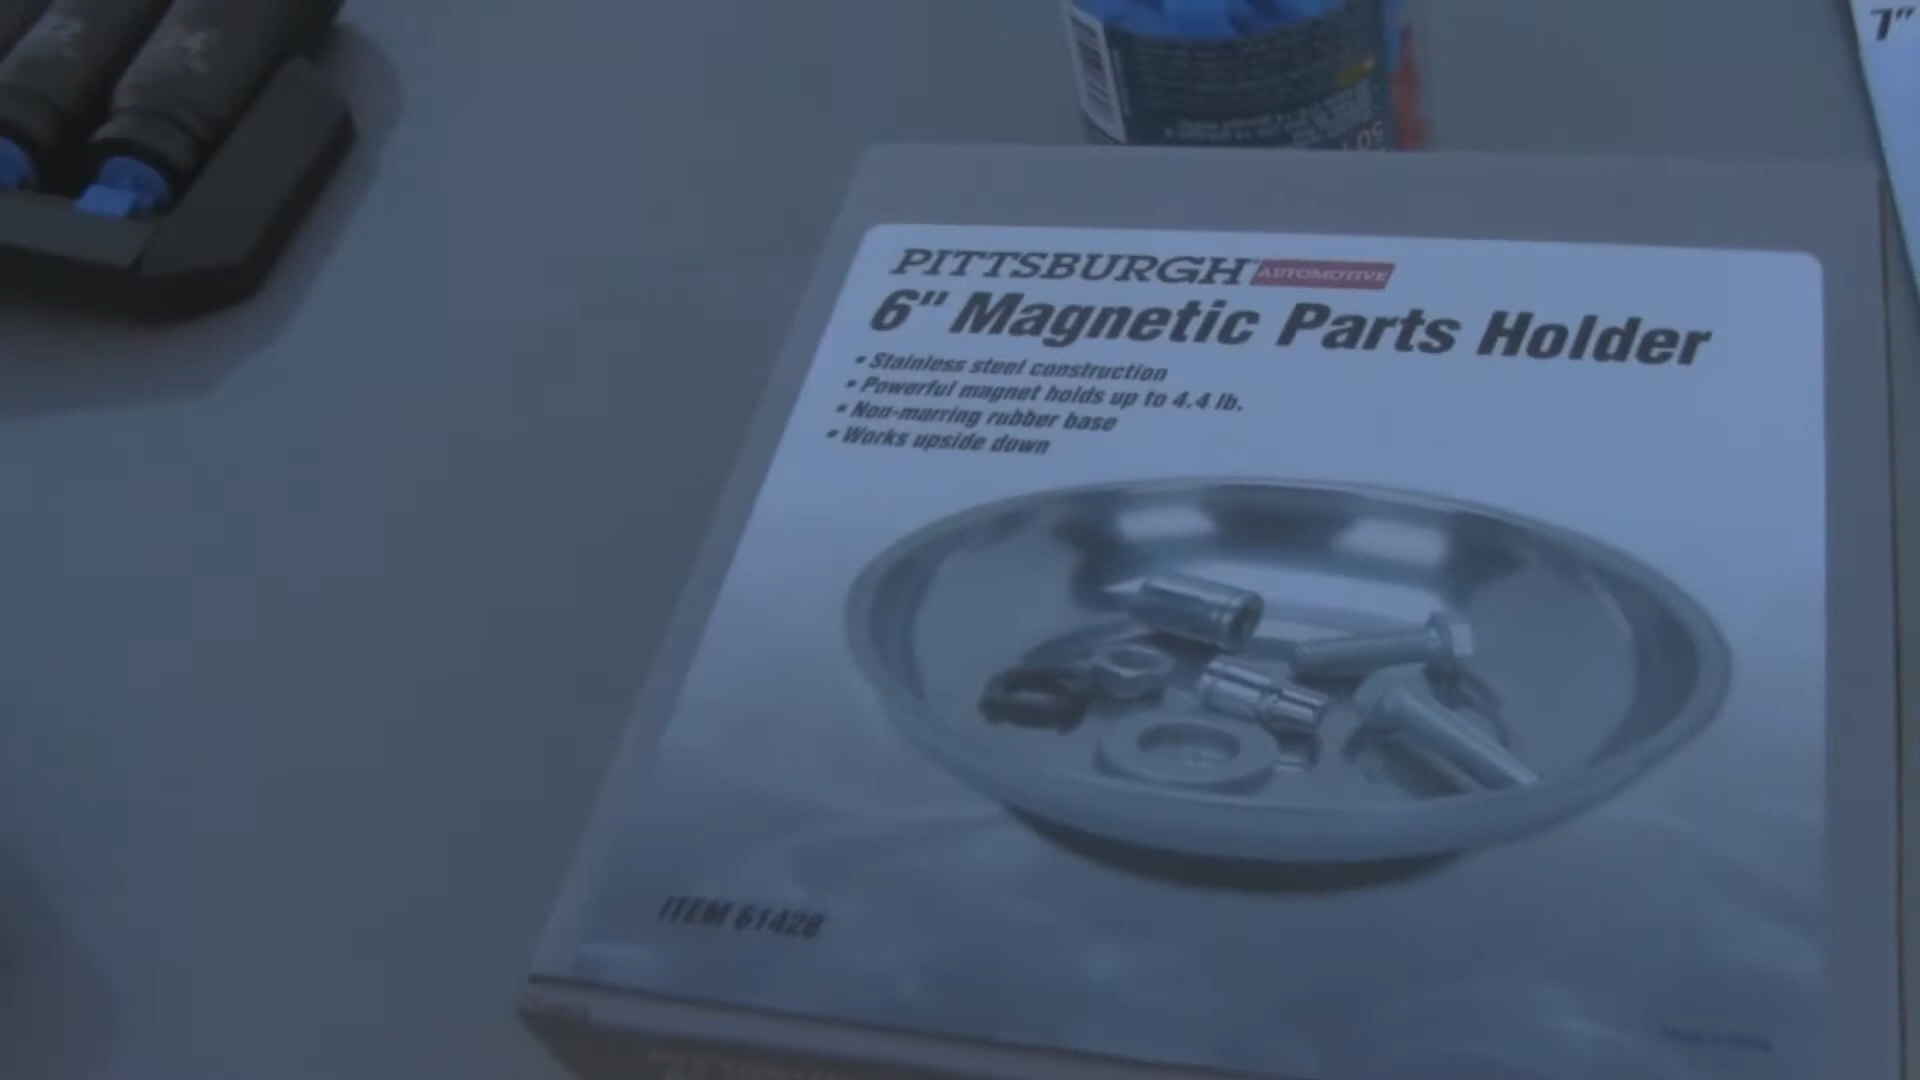 7"
PITTSBURGH AUTOMOTIVE
6" Magnetic Parts Holder
• Stainless steel construction
• Powerful magnet holds up to 4.4 lb.
• Non-marring rubber base
• Works upside down
ITEM 61428